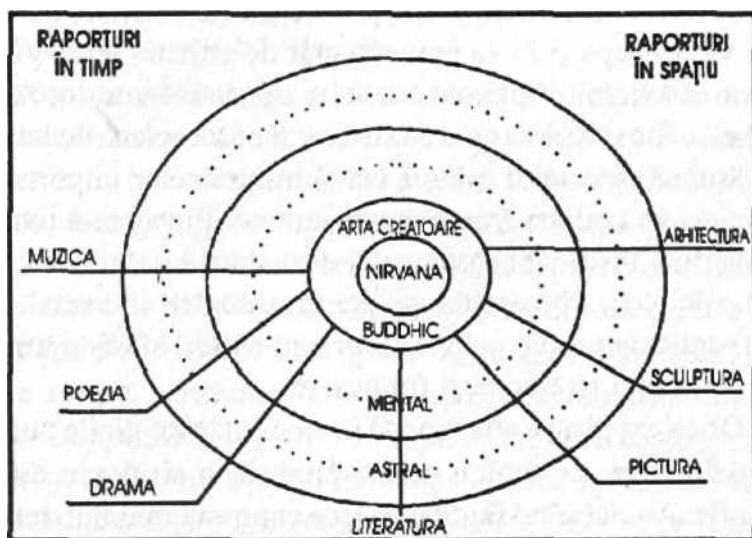 RAPORTURI
ÎN TIMP
RAPORTURI
ÎN SPAȚIU
ARTA CREATOARE
ARHITECTURA
MUZICA
NIRVANA
BUDDHIC
SCULPTURA
POEZIA
MENTAL
ASTRAL
PICTURA
DRAMA
LITERATURA